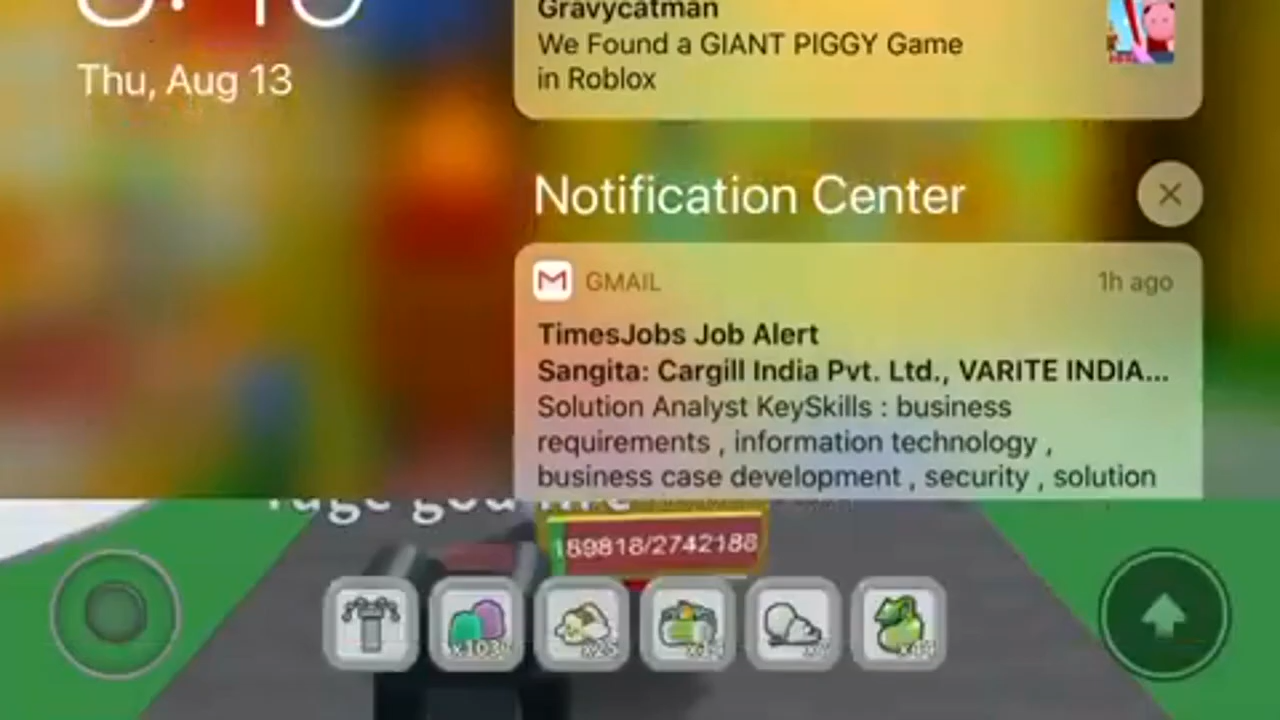 Gravycatman
We Found a GIANT PIGGY Game
in Roblox
Thu, Aug 13
Notification Center
GMAIL
1h ago
TimesJobs Job Alert
Sangita: Cargill India Pvt. Ltd., VARITE INDIA...
Solution Analyst KeySkills : business
requirements , information technology ,
business case development , security , solution
189818/2742188
x103
x25